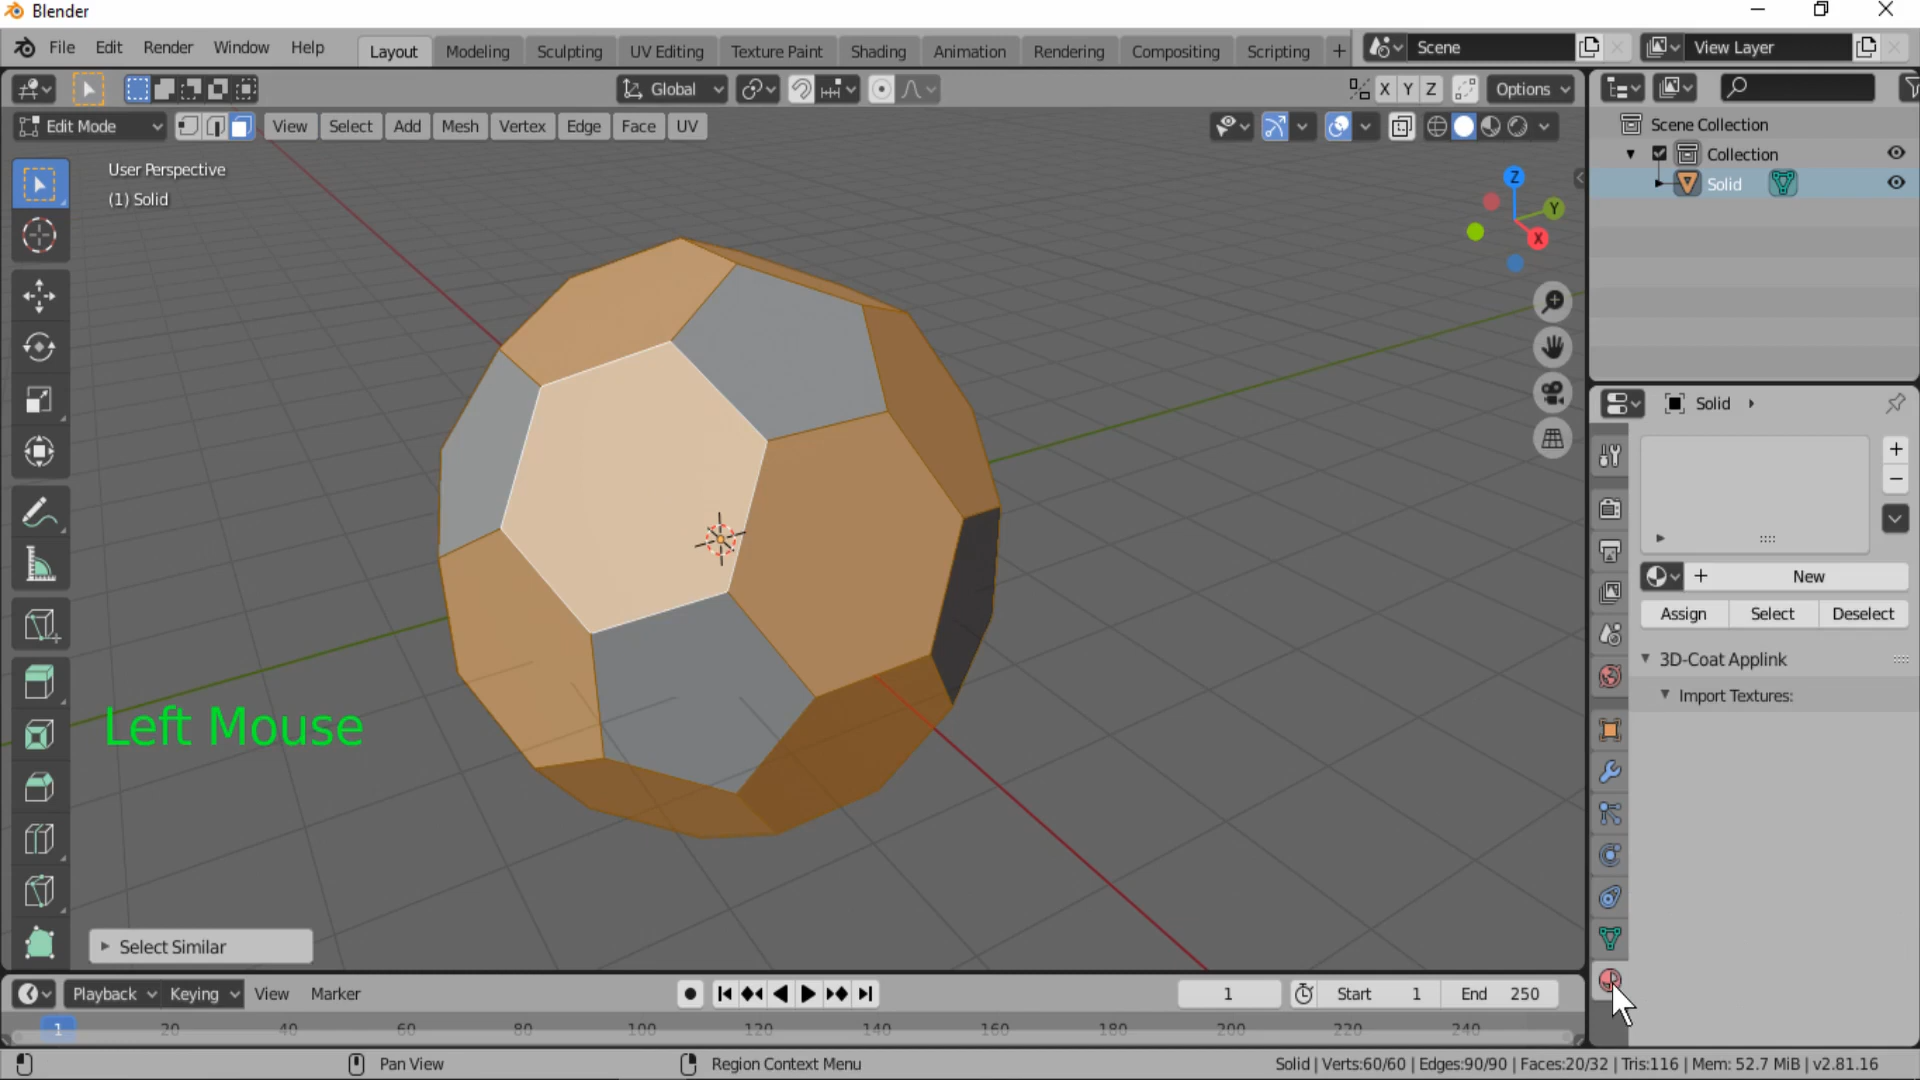 Blender
File Edit Render Window Help Layout Modeling Sculpting UV Editing Texture Paint Shading Animation Rendering Compositing Scripting + Scene View Layer
Global X Y Z Options
Edit Mode View Select Add Mesh Vertex Edge Face UV
Scene Collection
Collection
Solid
User Perspective
(1) Solid
Z
Y
X
Solid
New
Assign Select Deselect
3D-Coat Applink
Import Textures:
Left Mouse
Select Similar
Playback Keying View Marker 1 Start 1 End 250
1 20 40 60 80 100 120 140 160 180 200 220 240
Pan View Region Context Menu Solid | Verts:60/60 | Edges:90/90 | Faces:20/32 | Tris:116 | Mem: 52.7 MiB | v2.81.16